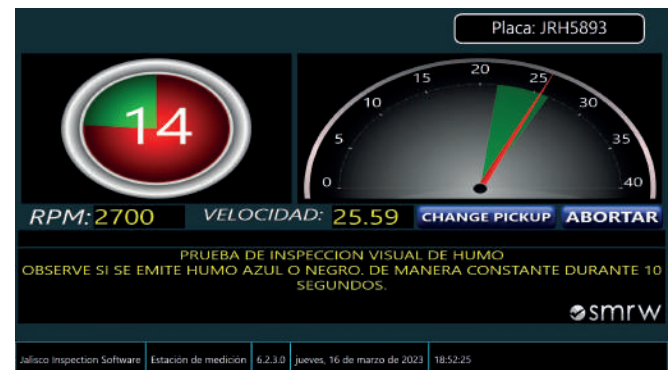 Placa: JRH5893
14
0
5
10
15
20
25
30
35
40
RPM: 2700 VELOCIDAD: 25.59 CHANGE PICKUP ABORTAR
PRUEBA DE INSPECCION VISUAL DE HUMO
OBSERVE SI SE EMITE HUMO AZUL O NEGRO. DE MANERA CONSTANTE DURANTE 10
SEGUNDOS.
smrw
Jalisco Inspection Software Estación de medición 6.2.3.0 jueves, 16 de marzo de 2023 18:52:25